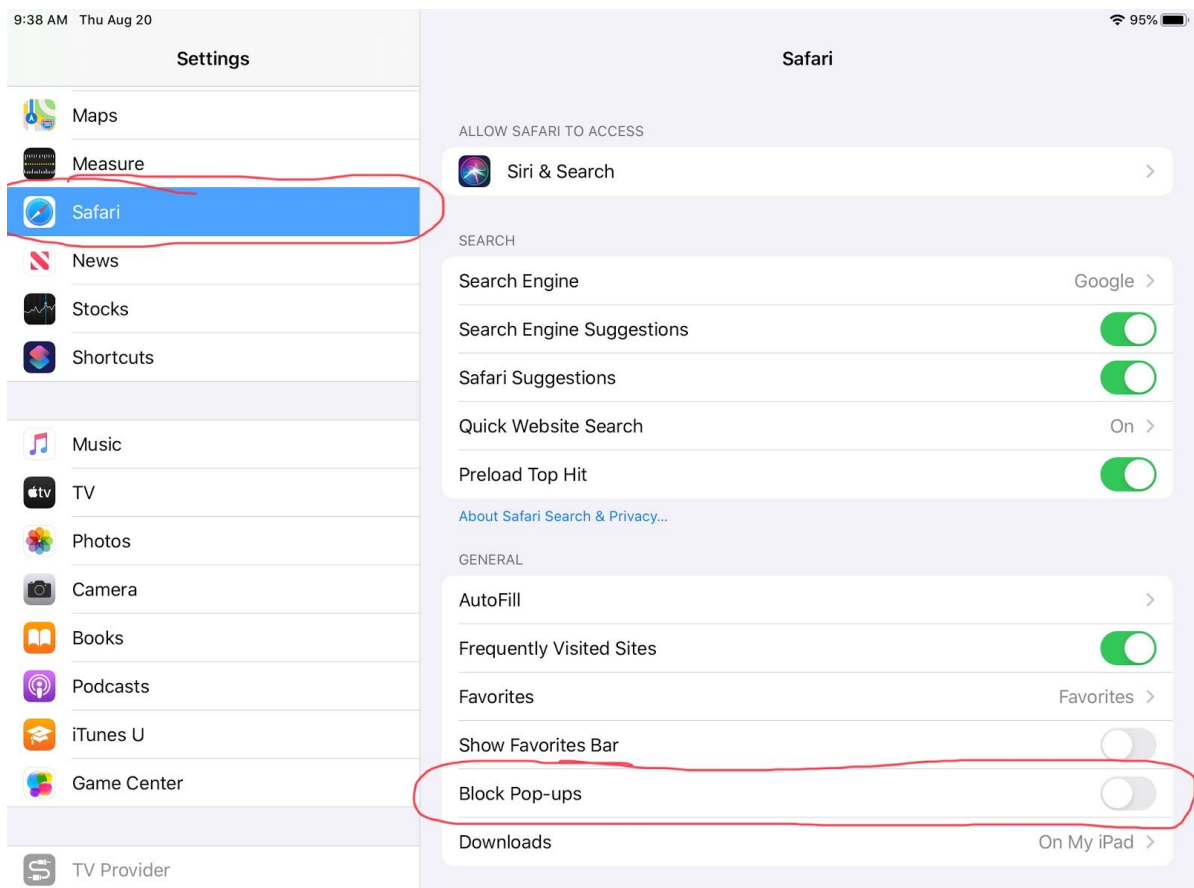 9:38 AM Thu Aug 20
95%
Settings
Maps
Measure
Safari
News
Stocks
Shortcuts
Music
tv TV
Photos
Camera
Books
Podcasts
iTunes U
Game Center
TV Provider
Safari
ALLOW SAFARI TO ACCESS
Siri & Search
SEARCH
Search Engine Google
Search Engine Suggestions
Safari Suggestions
Quick Website Search On
Preload Top Hit
About Safari Search & Privacy...
GENERAL
AutoFill
Frequently Visited Sites
Favorites Favorites
Show Favorites Bar
Block Pop-ups
Downloads On My iPad